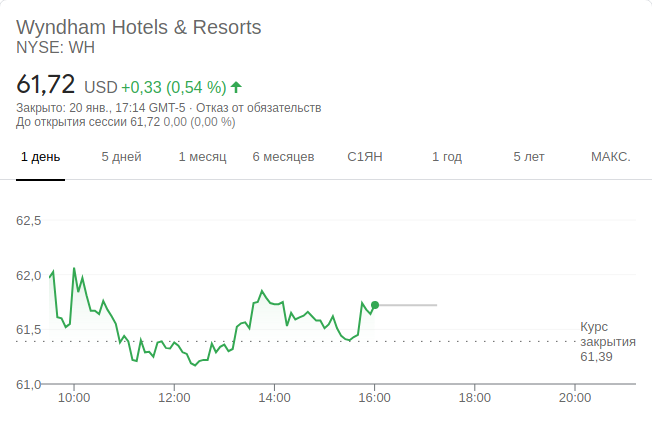 Wyndham Hotels & Resorts
NYSE: WH
61,72 USD +0,33 (0,54 %)
Закрыто: 20 янв., 17:14 GMT-5 · Отказ от обязательств
До открытия сессии 61,72 0,00 (0,00 %)
1 день 5 дней 1 месяц 6 месяцев С1ЯН 1 год 5 лет МАКС.
62,5
62,0
61,5
Курс
закрытия
61,39
61,0
10:00 12:00 14:00 16:00 18:00 20:00